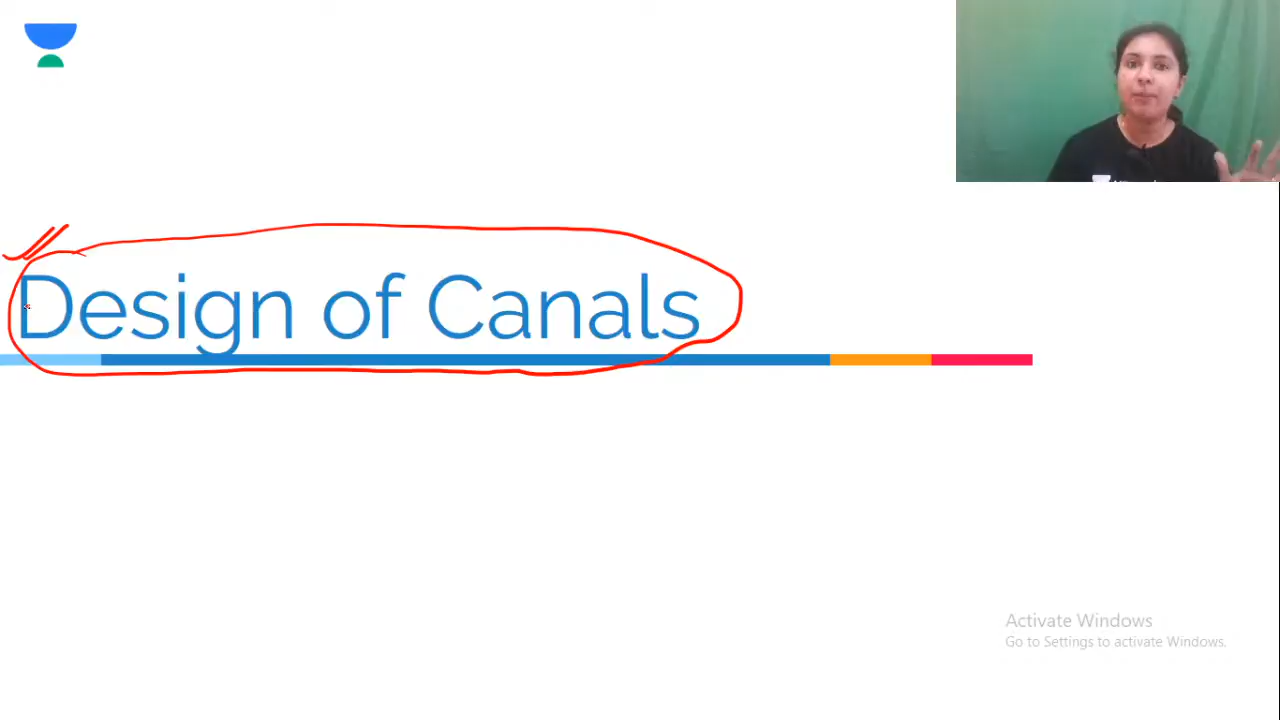 Design of Canals
Activate Windows
Go to Settings to activate Windows.